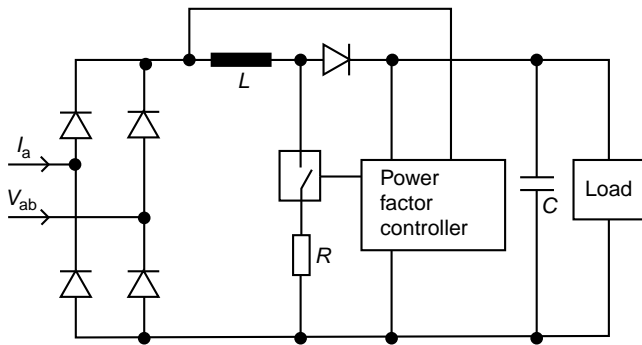 L
Ia
Vab
Power
factor
controller
R
C
Load